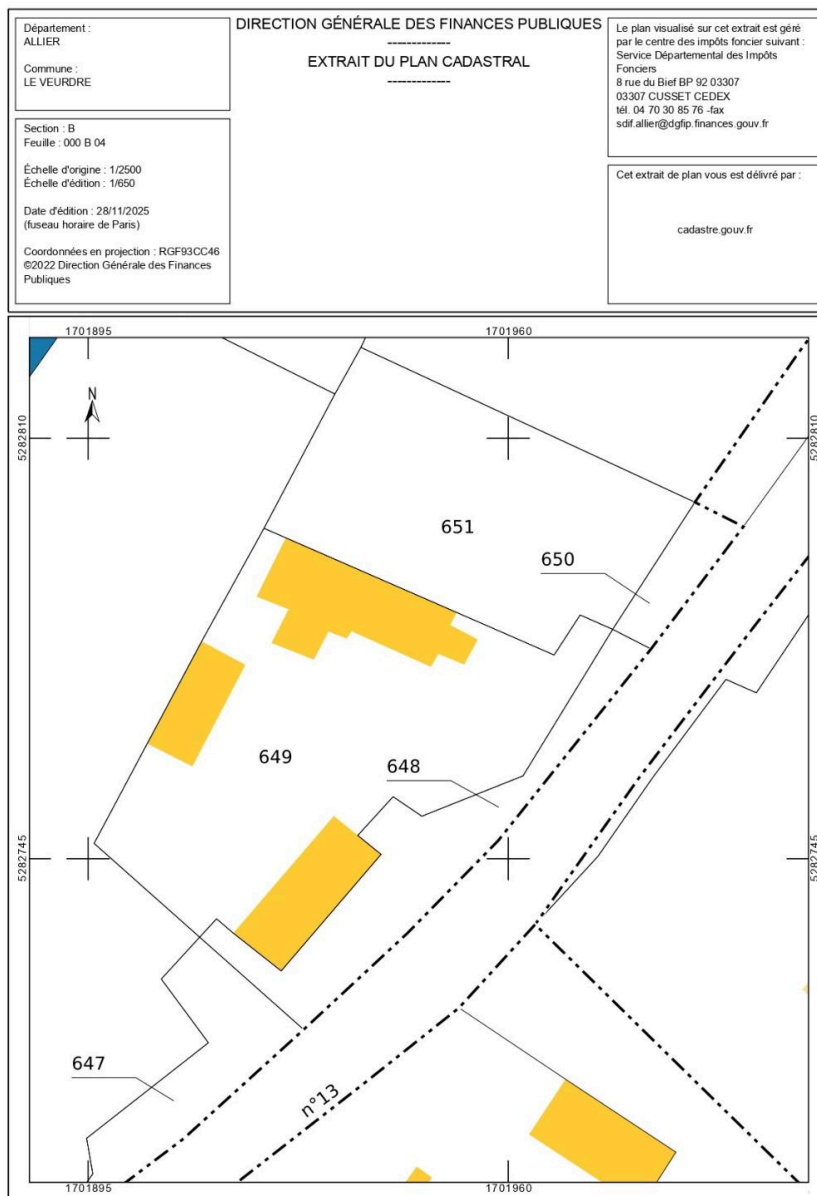 Département :
ALLIER
Commune :
LE VEURDRE
Section : B
Feuille : 000 B 04
Échelle d'origine : 1/2500
Échelle d'édition : 1/650
Date d'édition : 28/11/2025
(fuseau horaire de Paris)
Coordonnées en projection : RGF93CC46
©2022 Direction Générale des Finances
Publiques
DIRECTION GÉNÉRALE DES FINANCES PUBLIQUES
-------------
EXTRAIT DU PLAN CADASTRAL
-------------
Le plan visualisé sur cet extrait est géré
par le centre des impôts foncier suivant :
Service Départemental des Impôts
Fonciers
8 rue du Bief BP 92 03307
03307 CUSSET CEDEX
tél. 04 70 30 85 76 -fax
sdif.allier@dgfip.finances.gouv.fr
Cet extrait de plan vous est délivré par :
cadastre.gouv.fr
1701895
1701960
N
5282810
5282810
651
650
649
648
5282745
5282745
647
n°13
1701895
1701960